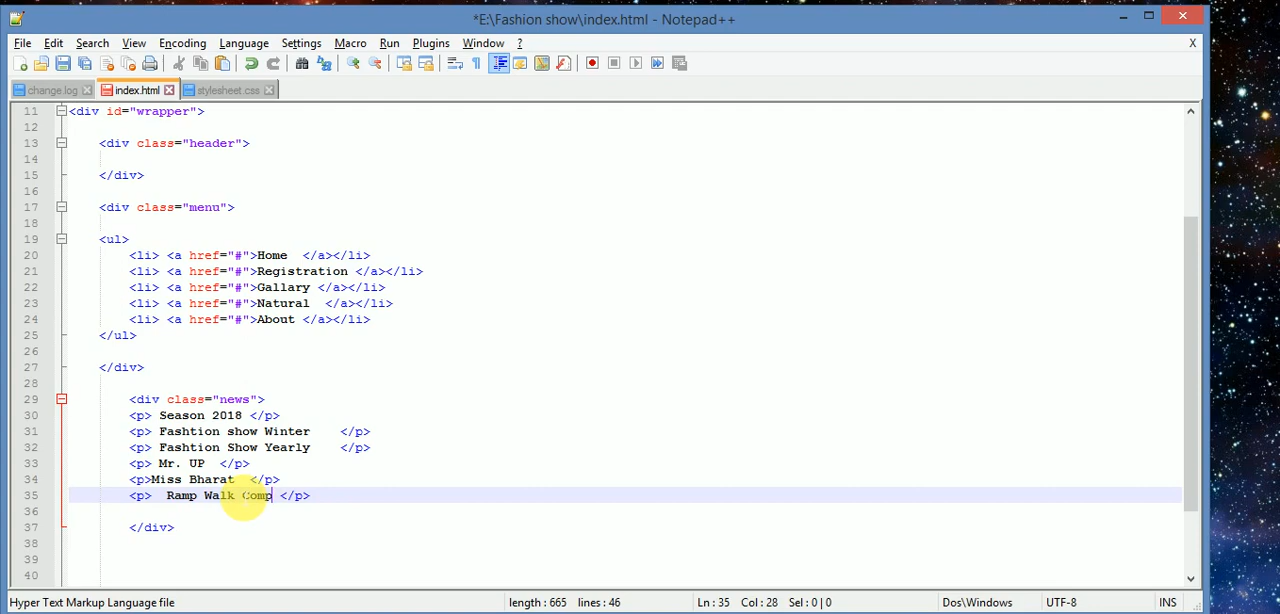 *E:\Fashion show\index.html - Notepad++
File Edit Search View Encoding Language Settings Macro Run Plugins Window ? X
change.log index.html stylesheet.css
11 <div id="wrapper">
12
13 <div class="header">
14
15 </div>
16
17 <div class="menu">
18
19 <ul>
20 <li> <a href="#">Home </a></li>
21 <li> <a href="#">Registration </a></li>
22 <li> <a href="#">Gallary </a></li>
23 <li> <a href="#">Natural </a></li>
24 <li> <a href="#">About </a></li>
25 </ul>
26
27 </div>
28
29 <div class="news">
30 <p> Season 2018 </p>
31 <p> Fashtion show Winter </p>
32 <p> Fashtion Show Yearly </p>
33 <p> Mr. UP </p>
34 <p>Miss Bharat </p>
35 <p> Ramp Walk Comp </p>
36
37 </div>
38
39
40
Hyper Text Markup Language file length : 665 lines : 46 Ln : 35 Col : 28 Sel : 0 | 0 Dos\Windows UTF-8 INS